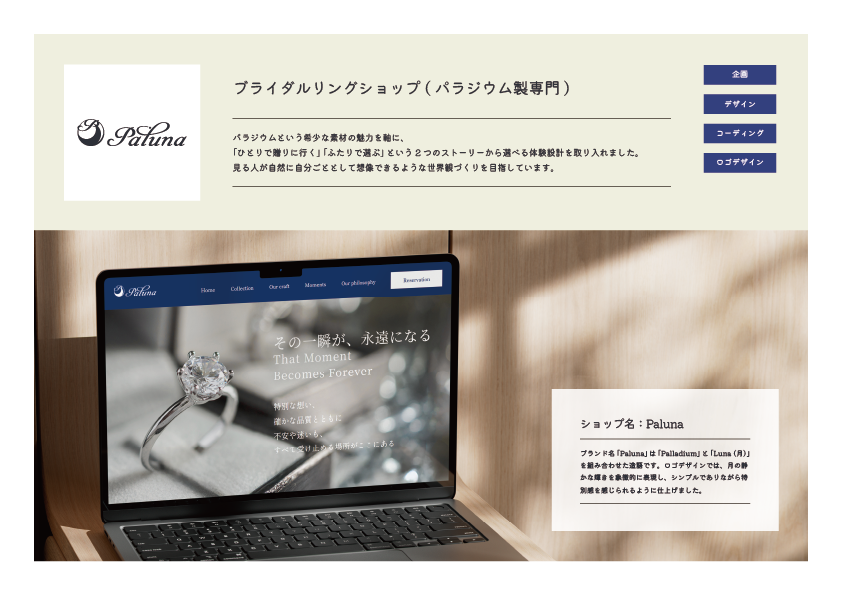 Paluna
ブライダルリングショップ ( パラジウム製専門 )
パラジウムという希少な素材の魅力を軸に、
「ひとりで贈りに行く」「ふたりで選ぶ」という２つのストーリーから選べる体験設計を取り入れました。
見る人が自然に自分ごととして想像できるような世界観づくりを目指しています。
企画
デザイン
コーディング
ロゴデザイン
Paluna
Home Collection Our craft Moments Our philosophy Reservation
その一瞬が、永遠になる
That Moment
Becomes Forever
特別な想い、
確かな品質とともに
不安や迷いも、
すべて受け止める場所がここにある
ショップ名：Paluna
ブランド名「Paluna」は「Palladium」と「Luna（月）」
を組み合わせた造語です。ロゴデザインでは、月の静
かな輝きを象徴的に表現し、シンプルでありながら特
別感を感じられるように仕上げました。